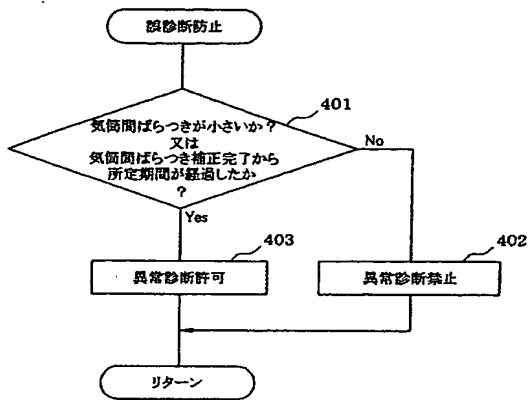 誤診断防止
401
気筒間ばらつきが小さいか？
又は
気筒間ばらつき補正完了から
所定期間が経過したか
？
No
Yes
403
402
異常診断許可
異常診断禁止
リターン